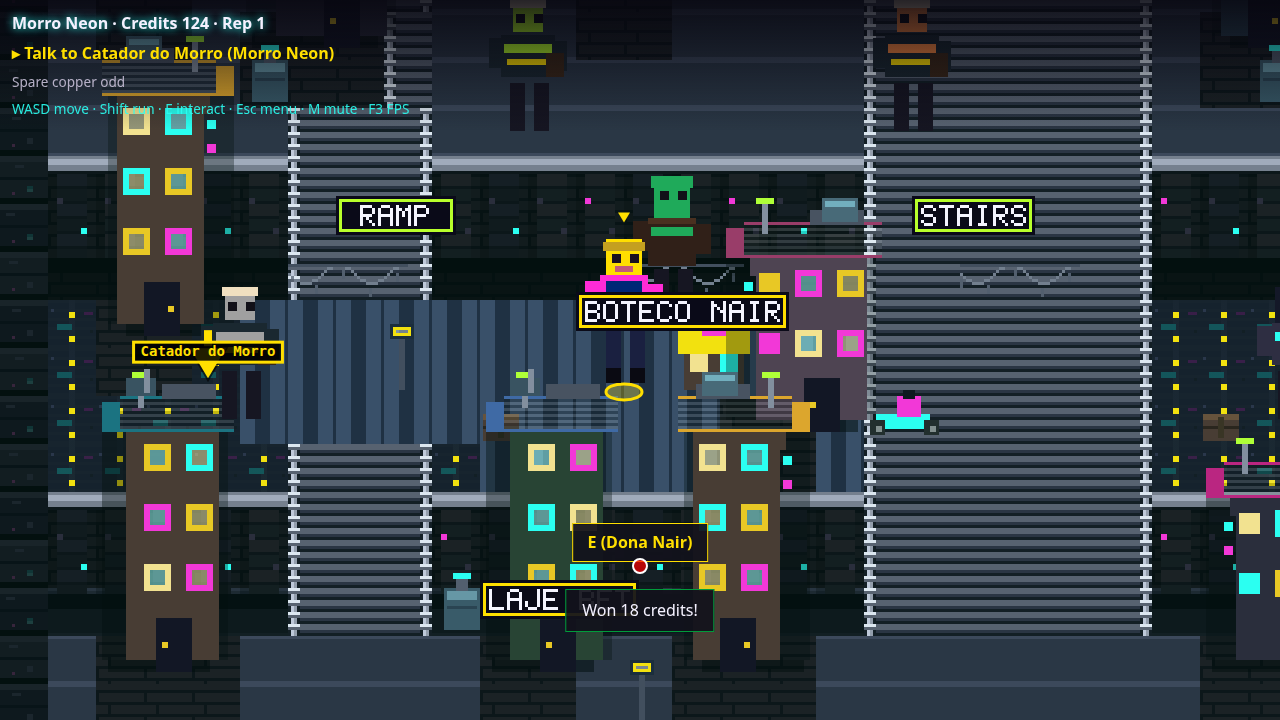 Morro Neon · Credits 124 · Rep 1
▸ Talk to Catador do Morro (Morro Neon)
Spare copper odd
WASD move · Shift run · E interact · Esc menu · M mute · F3 FPS
RAMP
STAIRS
BOTECO NAIR
Catador do Morro
E (Dona Nair)
LAJE
Won 18 credits!